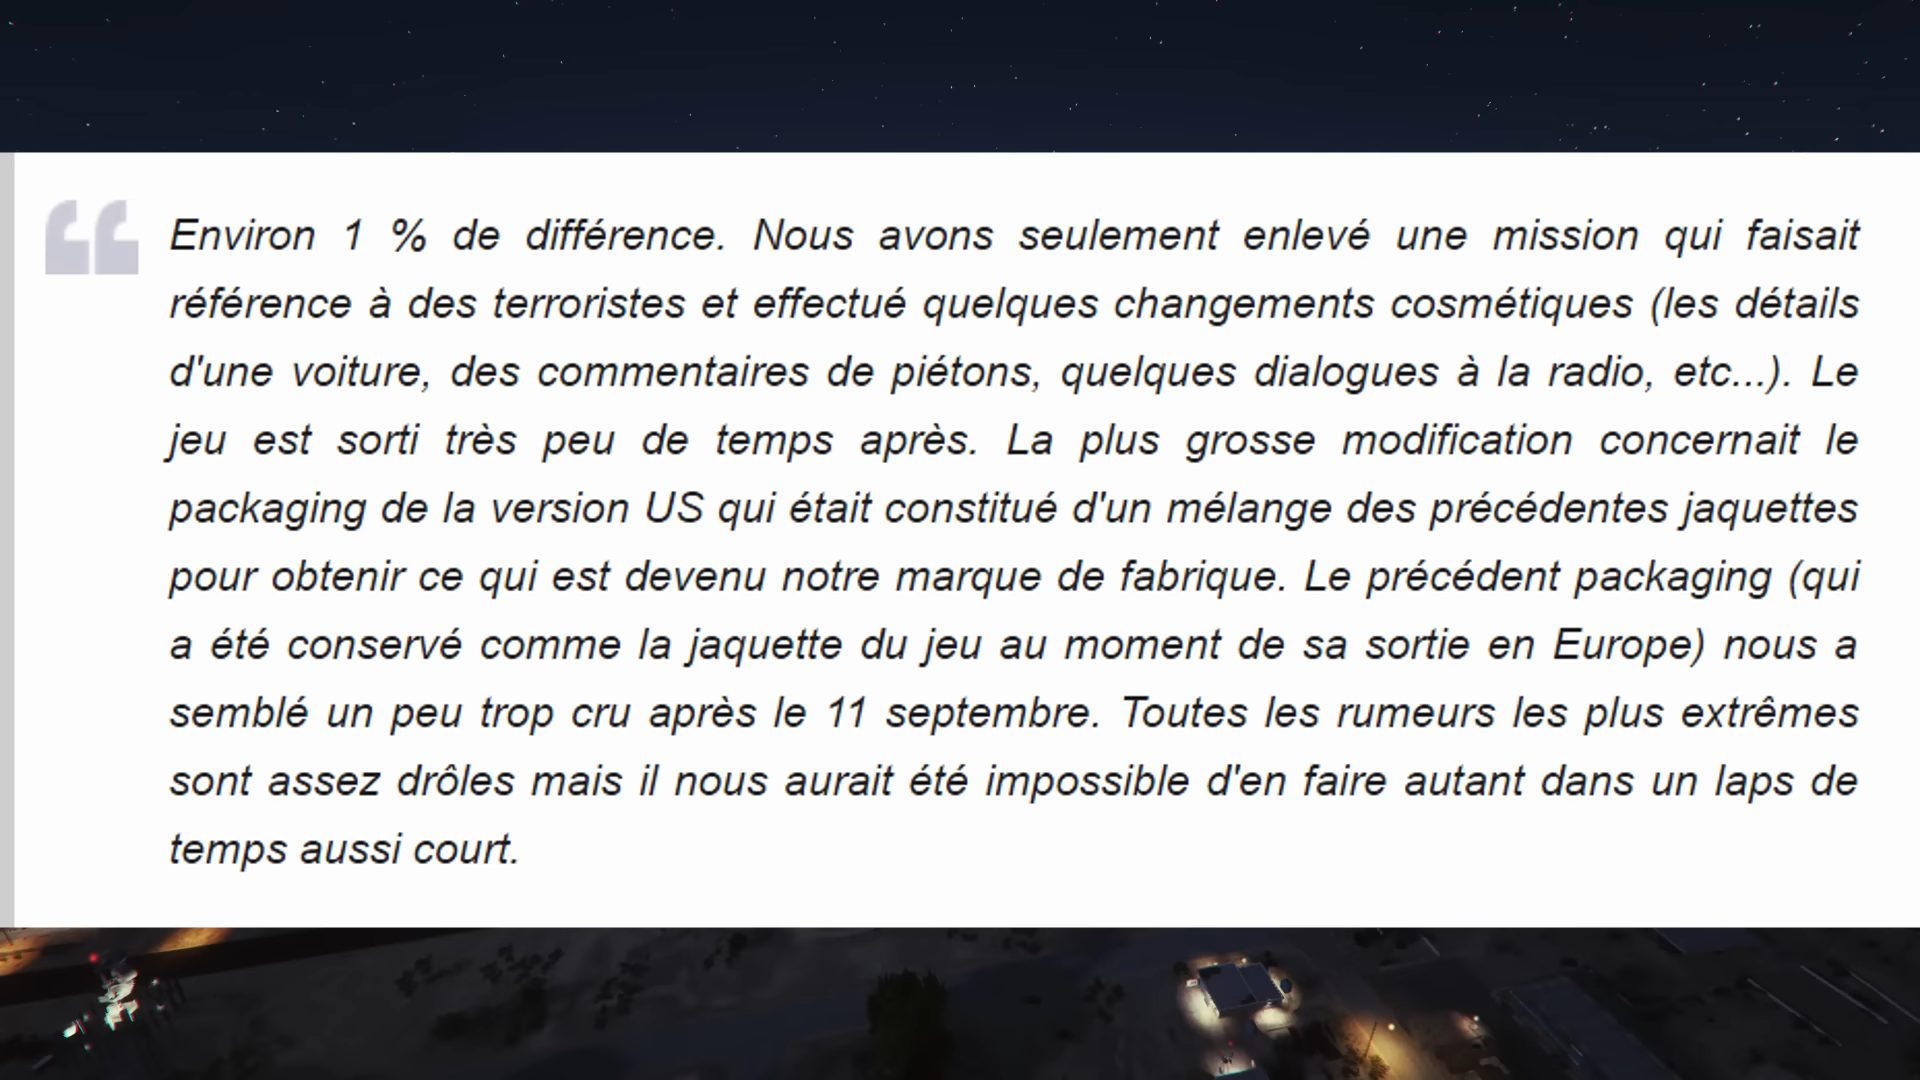 Environ 1 % de différence. Nous avons seulement enlevé une mission qui faisait
référence à des terroristes et effectué quelques changements cosmétiques (les détails
d'une voiture, des commentaires de piétons, quelques dialogues à la radio, etc...). Le
jeu est sorti très peu de temps après. La plus grosse modification concernait le
packaging de la version US qui était constitué d'un mélange des précédentes jaquettes
pour obtenir ce qui est devenu notre marque de fabrique. Le précédent packaging (qui
a été conservé comme la jaquette du jeu au moment de sa sortie en Europe) nous a
semblé un peu trop cru après le 11 septembre. Toutes les rumeurs les plus extrêmes
sont assez drôles mais il nous aurait été impossible d'en faire autant dans un laps de
temps aussi court.